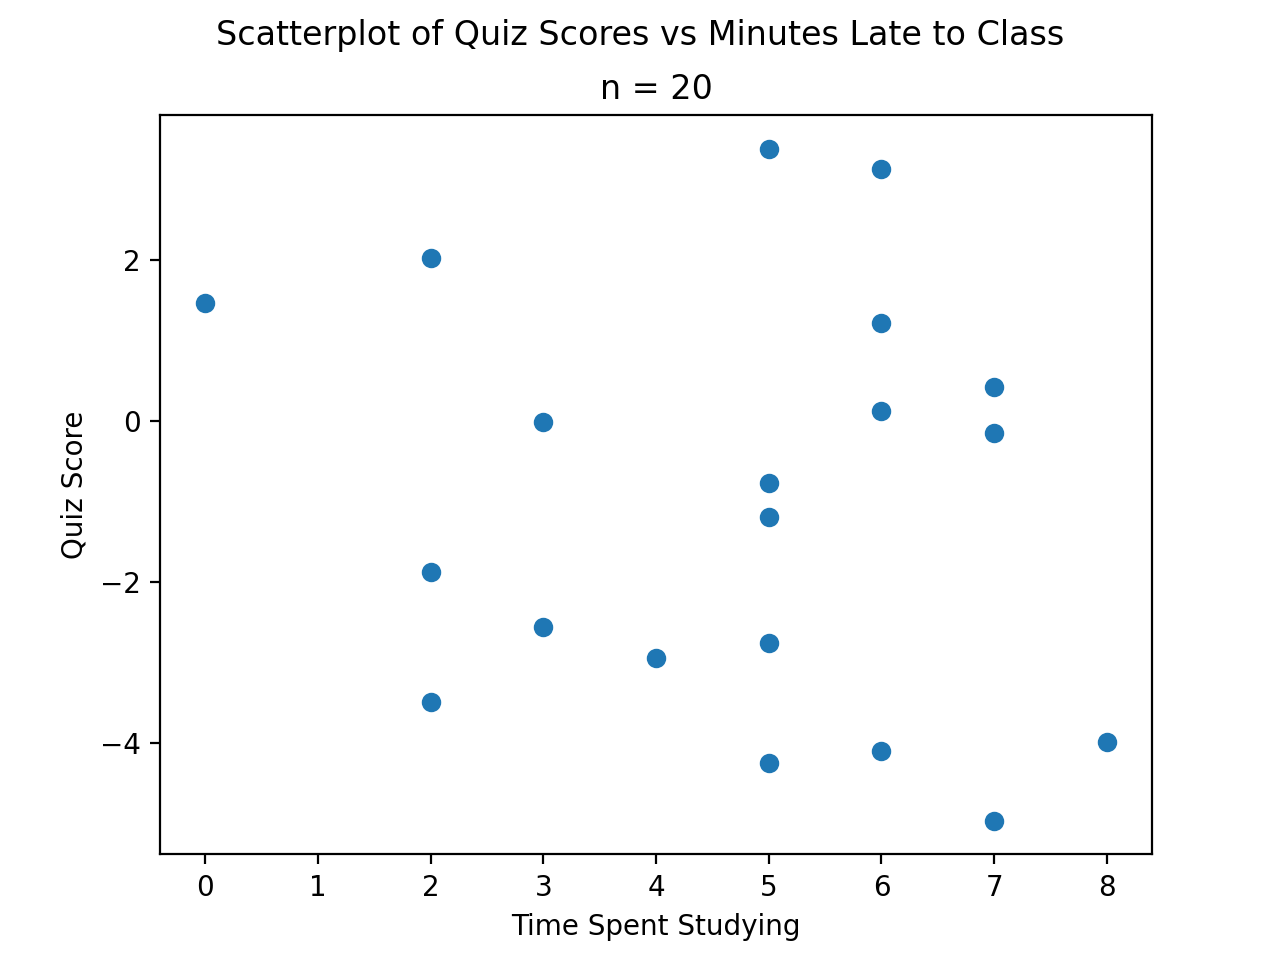 Scatterplot of Quiz Scores vs Minutes Late to Class
n = 20
Quiz Score
2
0
−2
−4
0 1 2 3 4 5 6 7 8
Time Spent Studying